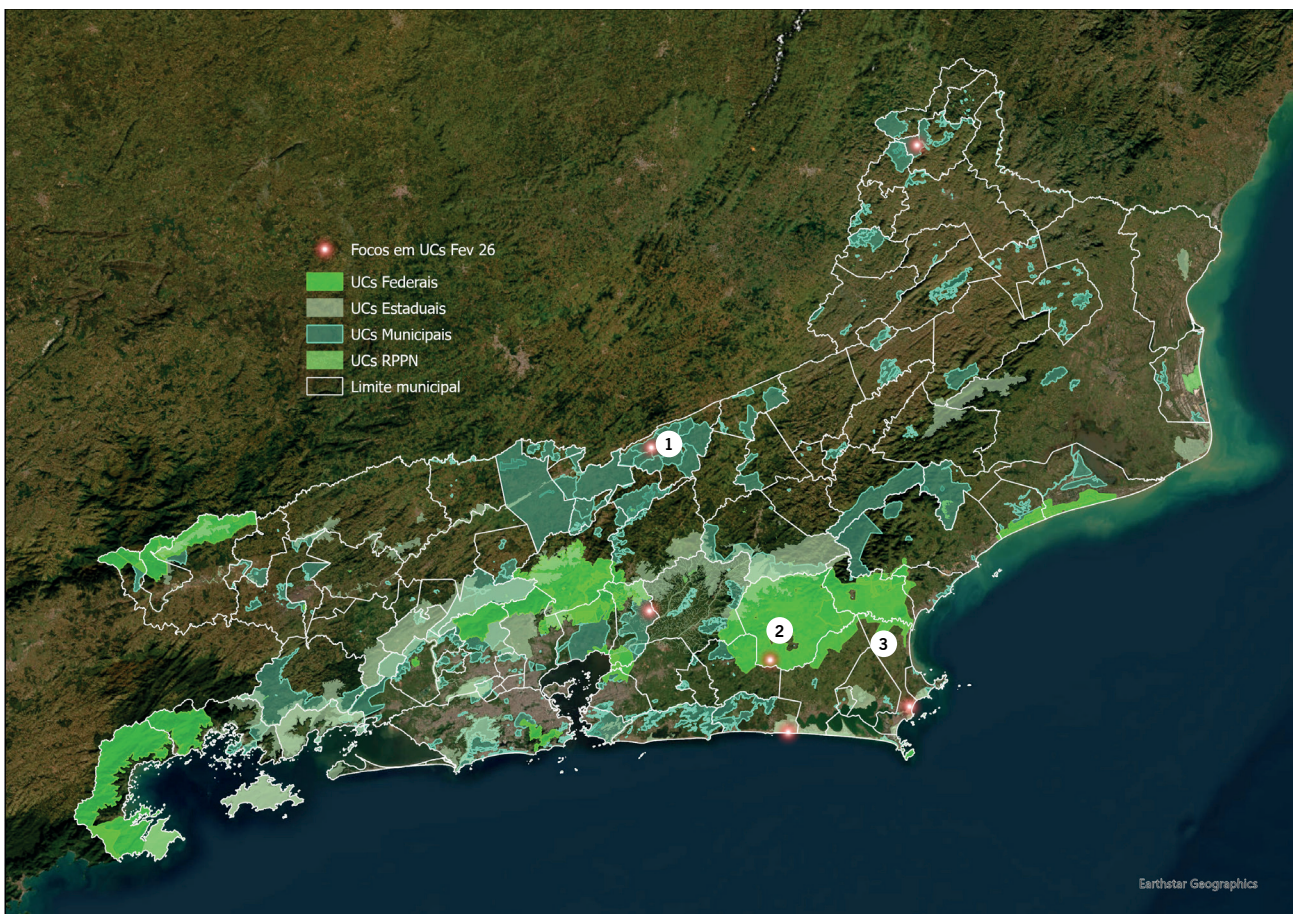 Focos em UCs Fev 26
UCs Federais
UCs Estaduais
UCs Municipais
UCs RPPN
Limite municipal
1
2
3
Earthstar Geographics